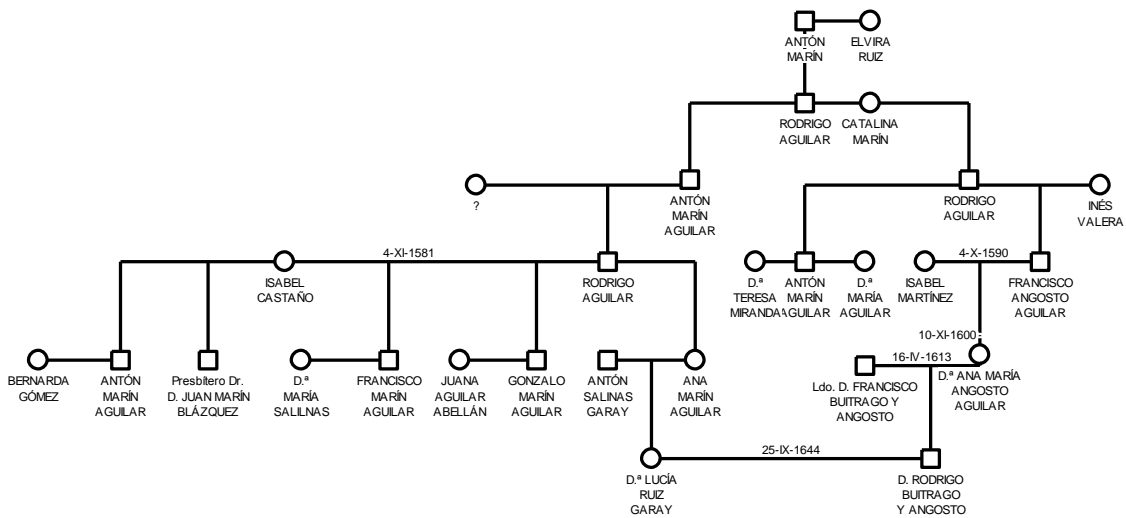 ANTÓN
MARÍN
ELVIRA
RUIZ
RODRIGO
AGUILAR
CATALINA
MARÍN
?
ANTÓN
MARÍN
AGUILAR
RODRIGO
AGUILAR
INÉS
VALERA
4-XI-1581
ISABEL
CASTAÑO
RODRIGO
AGUILAR
D.ª
TERESA
MIRANDA
ANTÓN
MARÍN
AGUILAR
D.ª
MARÍA
AGUILAR
4-X-1590
ISABEL
MARTÍNEZ
FRANCISCO
ANGOSTO
AGUILAR
10-XI-1600
16-IV-1613
BERNARDA
GÓMEZ
ANTÓN
MARÍN
AGUILAR
Presbítero Dr.
D. JUAN MARÍN
BLÁZQUEZ
D.ª
MARÍA
SALILNAS
FRANCISCO
MARÍN
AGUILAR
JUANA
AGUILAR
ABELLÁN
GONZALO
MARÍN
AGUILAR
ANTÓN
SALINAS
GARAY
ANA
MARÍN
AGUILAR
Ldo. D. FRANCISCO
BUITRAGO Y
ANGOSTO
D.ª ANA MARÍA
ANGOSTO
AGUILAR
25-IX-1644
D.ª LUCÍA
RUIZ
GARAY
D. RODRIGO
BUITRAGO
Y ANGOSTO